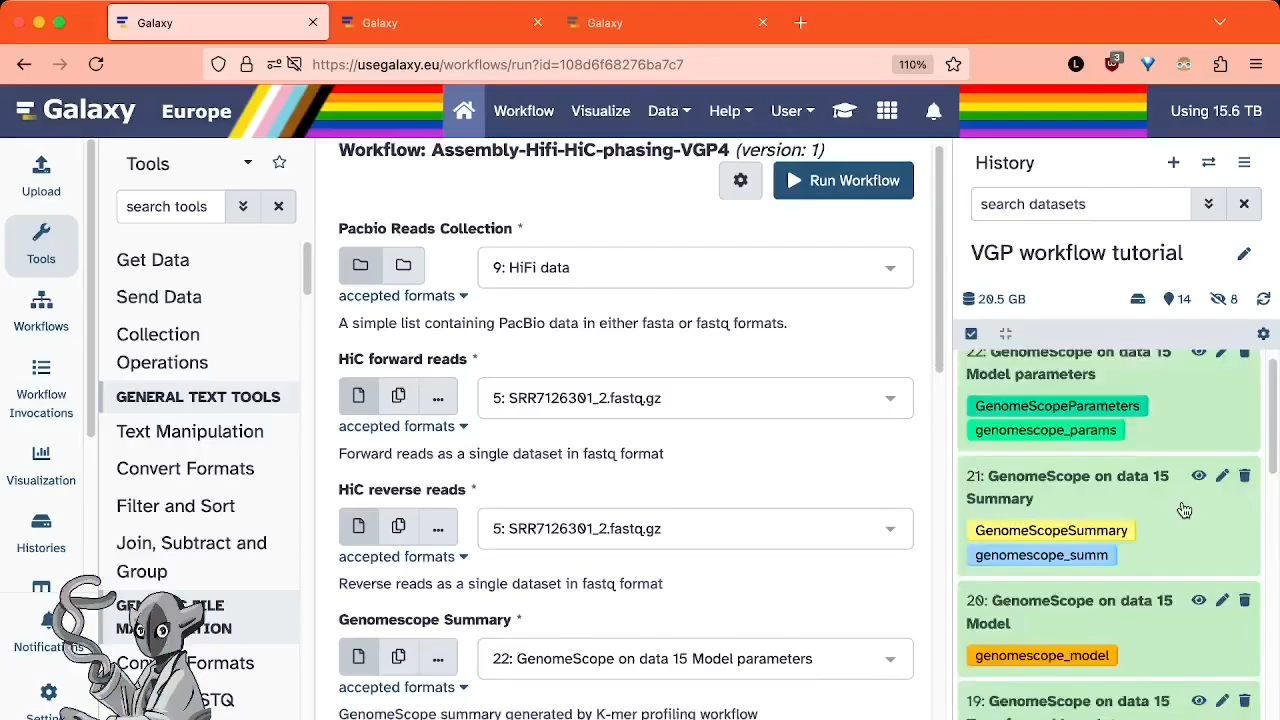 Galaxy
Galaxy
Galaxy
https://usegalaxy.eu/workflows/run?id=108d6f68276ba7c7
110%
L
3
Galaxy Europe
Workflow
Visualize
Data
Help
User
Using 15.6 TB
Upload
Tools
Workflows
Workflow
Invocations
Visualization
Histories
Tools
search tools
Get Data
Send Data
Collection
Operations
GENERAL TEXT TOOLS
Text Manipulation
Convert Formats
Filter and Sort
Join, Subtract and
Group
Workflow: Assembly-Hifi-HiC-phasing-VGP4 (version: 1)
Run Workflow
Pacbio Reads Collection *
9: HiFi data
accepted formats
A simple list containing PacBio data in either fasta or fastq formats.
HiC forward reads *
5: SRR7126301_2.fastq.gz
accepted formats
Forward reads as a single dataset in fastq format
HiC reverse reads *
5: SRR7126301_2.fastq.gz
accepted formats
Reverse reads as a single dataset in fastq format
Genomescope Summary *
22: GenomeScope on data 15 Model parameters
accepted formats
GenomeScope summary generated by K-mer profiling workflow
History
search datasets
VGP workflow tutorial
20.5 GB
14
8
22: GenomeScope on data 15
Model parameters
GenomeScopeParameters
genomescope_params
21: GenomeScope on data 15
Summary
GenomeScopeSummary
genomescope_summ
20: GenomeScope on data 15
Model
genomescope_model
19: GenomeScope on data 15